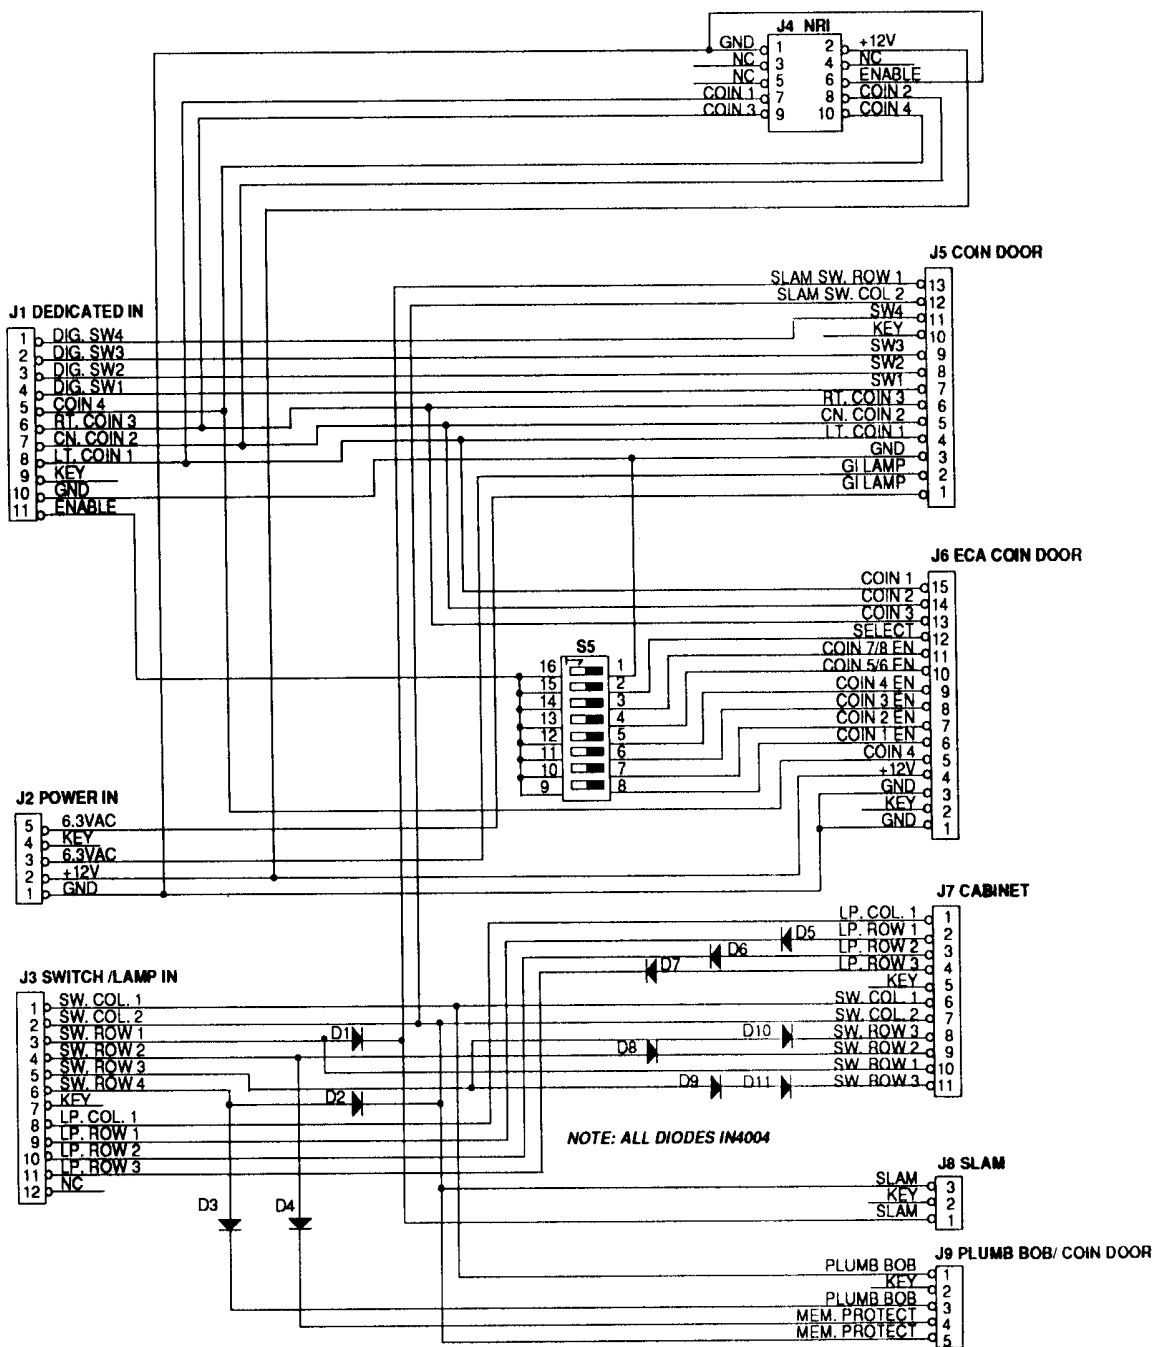 J4 NRI
GND 1 2 +12V
NC 3 4 NC
NC 5 6 ENABLE
COIN 1 7 8 COIN 2
COIN 3 9 10 COIN 4
J5 COIN DOOR
SLAM SW. ROW 1 13
SLAM SW. COL 2 12
SW4 11
KEY 10
SW3 9
SW2 8
SW1 7
RT. COIN 3 6
CN. COIN 2 5
LT. COIN 1 4
GND 3
GI LAMP 2
GI LAMP 1
J1 DEDICATED IN
1 DIG. SW4
2 DIG. SW3
3 DIG. SW2
4 DIG. SW1
5 COIN 4
6 RT. COIN 3
7 CN. COIN 2
8 LT. COIN 1
9 KEY
10 GND
11 ENABLE
J6 ECA COIN DOOR
COIN 1 15
COIN 2 14
COIN 3 13
SELECT 12
COIN 7/8 EN 11
COIN 5/6 EN 10
COIN 4 EN 9
COIN 3 EN 8
COIN 2 EN 7
COIN 1 EN 6
COIN 4 5
+12V 4
GND 3
KEY 2
GND 1
S5
16 1
15 2
14 3
13 4
12 5
11 6
10 7
9 8
J2 POWER IN
5 6.3VAC
4 KEY
3 6.3VAC
2 +12V
1 GND
J7 CABINET
LP. COL. 1 1
LP. ROW 1 2
LP. ROW 2 3
LP. ROW 3 4
KEY 5
SW. COL. 1 6
SW. COL. 2 7
SW. ROW 3 8
SW. ROW 2 9
SW. ROW 1 10
SW. ROW 3 11
D5
D6
D7
J3 SWITCH /LAMP IN
1 SW. COL. 1
2 SW. COL. 2
3 SW. ROW 1
4 SW. ROW 2
5 SW. ROW 3
6 SW. ROW 4
7 KEY
8 LP. COL. 1
9 LP. ROW 1
10 LP. ROW 2
11 LP. ROW 3
12 NC
D1
D10
D8
D9 D11
D2
NOTE: ALL DIODES IN4004
D3 D4
J8 SLAM
SLAM 3
KEY 2
SLAM 1
J9 PLUMB BOB/ COIN DOOR
PLUMB BOB 1
KEY 2
PLUMB BOB 3
MEM. PROTECT 4
MEM. PROTECT 5